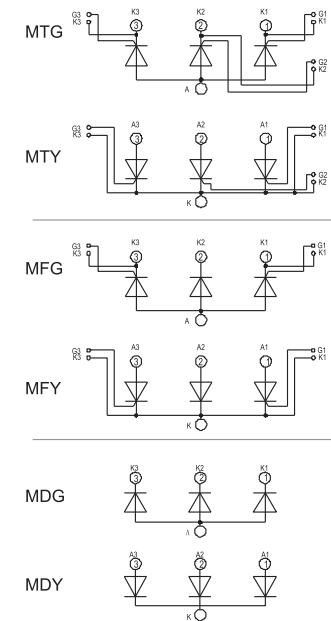 K3 K2 K1
G3 3 2 1 G1
K3 K1
MTG
G2
K2
A
A3 A2 A1
G3 3 2 1 G1
K3 K1
MTY
G2
K2
K
K3 K2 K1
G3 3 2 1 G1
K3 K1
MFG
A
A3 A2 A1
G3 3 2 1 G1
K3 K1
MFY
K
K3 K2 K1
3 2 1
MDG
A
A3 A2 A1
3 2 1
MDY
K